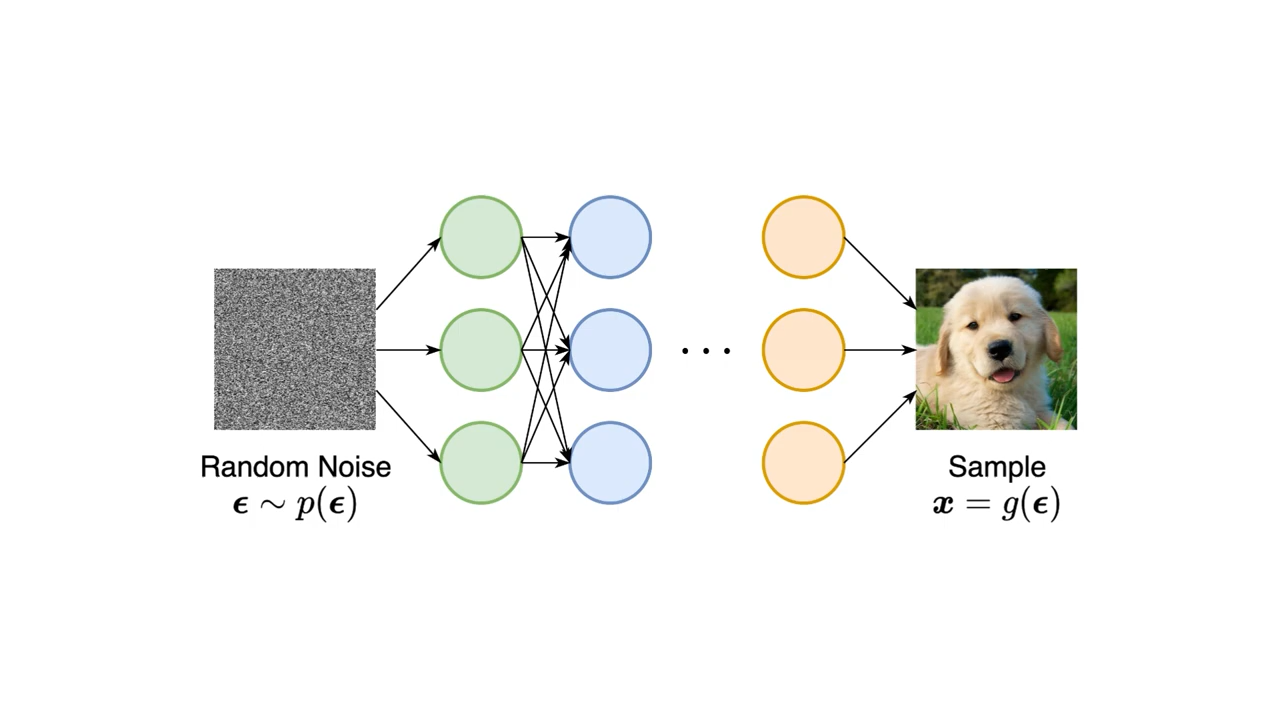 Random Noise
ϵ ∼ p(ϵ)
. . .
Sample
x = g(ϵ)